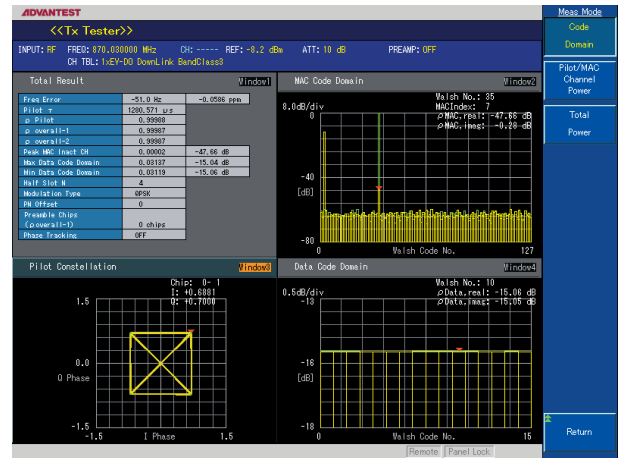 ADVANTEST
<<Tx Tester>>
INPUT: RF FREQ: 870.030000 MHz CH: ----- REF: -8.2 dBm ATT: 10 dB PREAMP: OFF
CH TBL: 1xEV-DO DownLink BandClass3
Total Result Window1
Freq Error -51.0 Hz -0.0586 ppm
Pilot τ 1280.571 us
ρ Pilot 0.99988
ρ overall-1 0.99987
ρ overall-2 0.99987
Peak MAC Inact CH 0.00002 -47.66 dB
Max Data Code Domain 0.03137 -15.04 dB
Min Data Code Domain 0.03119 -15.06 dB
Half Slot N 4
Modulation Type QPSK
PN Offset 0
Preamble Chips
(ρoverall-1) 0 chips
Phase Tracking OFF
MAC Code Domain Window2
Walsh No.: 35
8.0dB/div MACIndex: 7
0 ρMAC,real: -47.66 dB
ρMAC,imag: -0.28 dB
-40
[dB]
-80
0 Walsh Code No. 127
Pilot Constellation Window3
Chip: 0- 1
I: +0.6881
1.5 Q: +0.7000
0.0
Q Phase
-1.5
-1.5 I Phase 1.5
Data Code Domain Window4
Walsh No.: 10
0.5dB/div ρData,real: -15.06 dB
-13 ρData,imag: -15.05 dB
-16
[dB]
-18
0 Walsh Code No. 15
Remote Panel Lock
Meas Mode
Code
Domain
Pilot/MAC
Channel
Power
Total
Power
Return